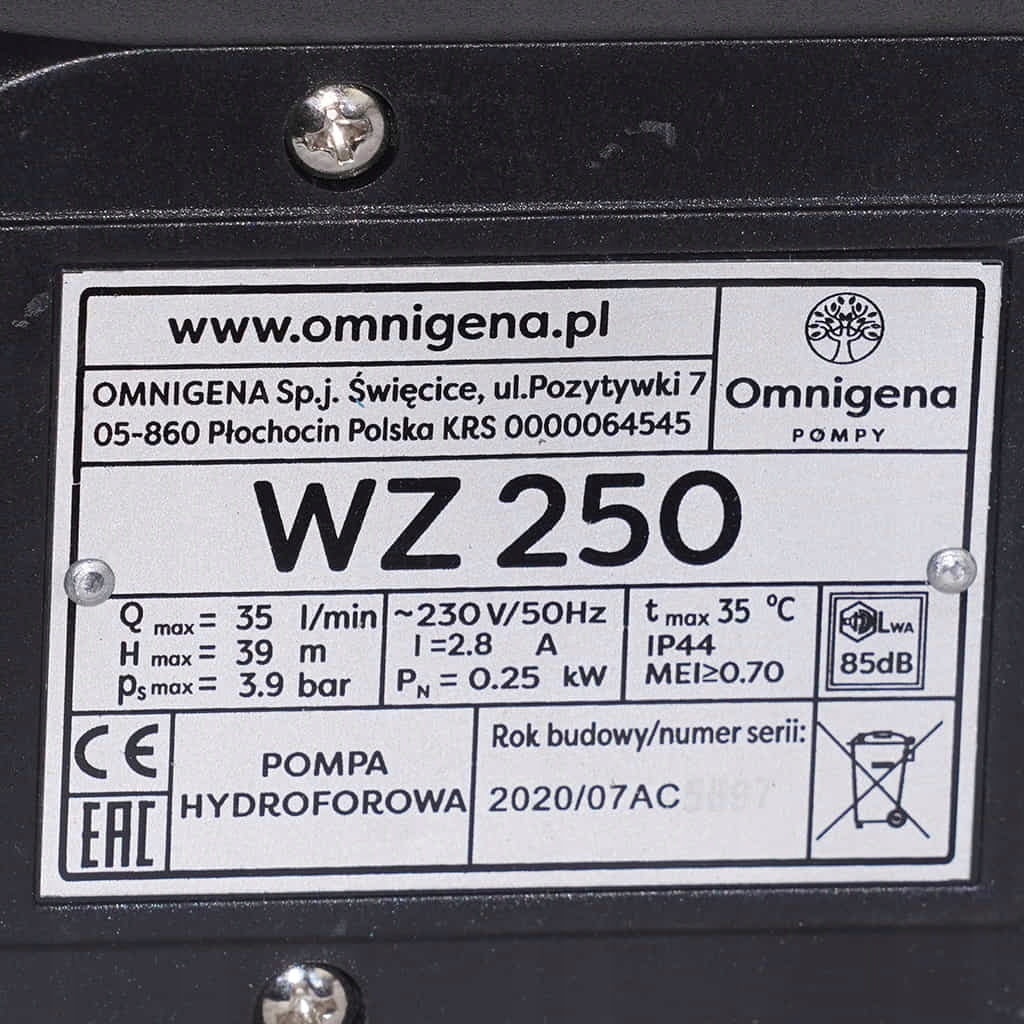 www.omnigena.pl
OMNIGENA Sp.j. Święcice, ul.Pozytywki 7
05-860 Płochocin Polska KRS 0000064545
Omnigena
POMPY
WZ 250
Q max = 35 l/min
H max = 39 m
ps max = 3.9 bar
~230 V/50Hz
I =2.8 A
PN = 0.25 kW
t max 35 °C
IP44
MEI≥0.70
LWA
85dB
CE
EAC
POMPA
HYDROFOROWA
Rok budowy/numer serii:
2020/07AC